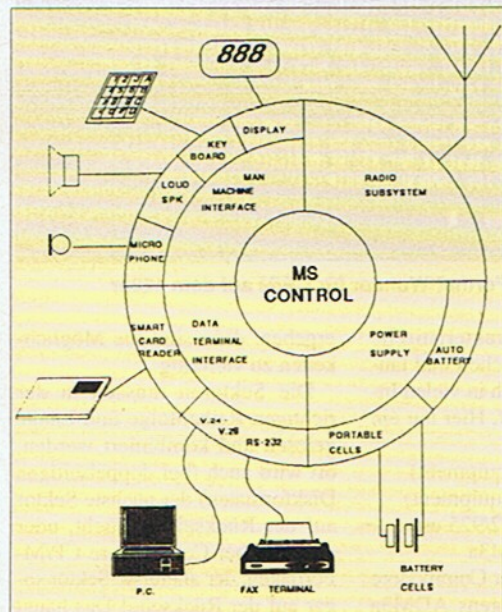 888
DISPLAY
KEY
BOARD
LOUD
SPK
MICRO
PHONE
MAN
MACHINE
INTERFACE
RADIO
SUBSYSTEM
MS
CONTROL
SMART
CARD
READER
DATA
TERMINAL
INTERFACE
POWER
SUPPLY
AUTO
BATTERY
V.24
V.28
RS-232
PORTABLE
CELLS
P.C.
FAX TERMINAL
BATTERY
CELLS